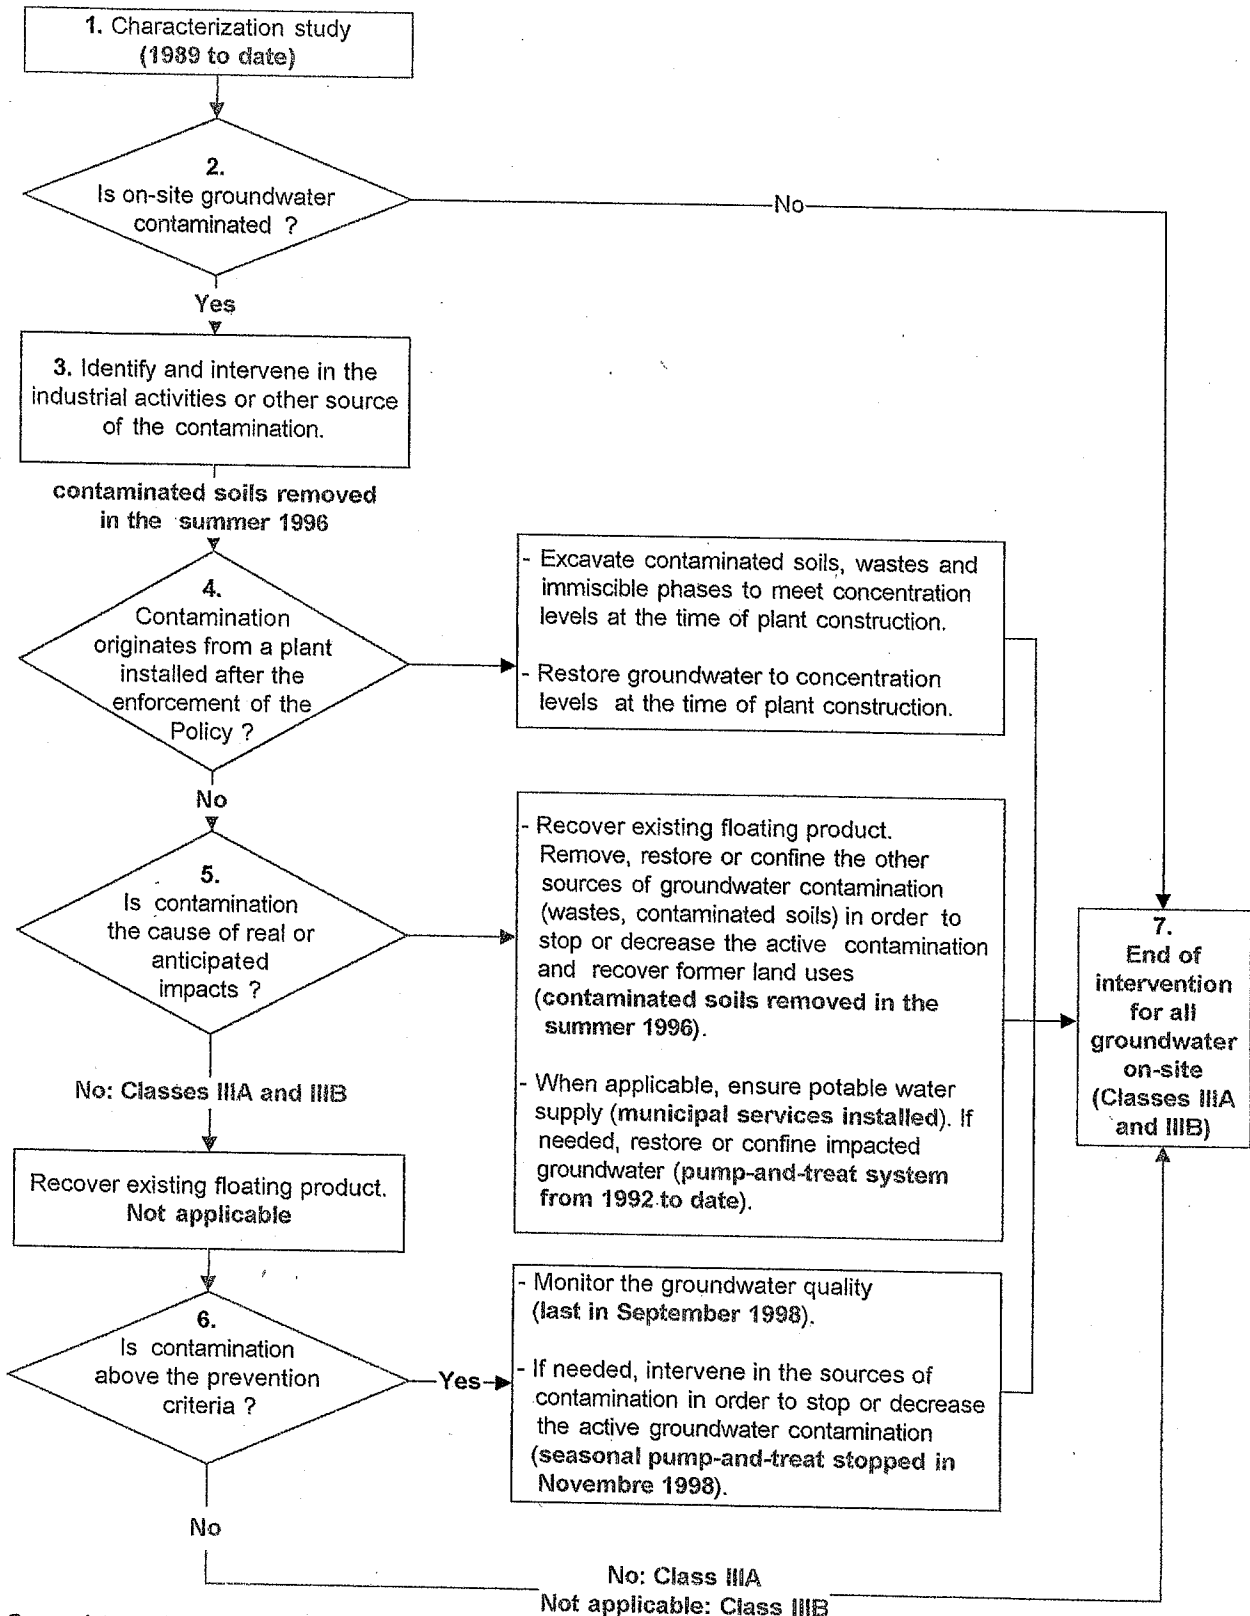 1. Characterization study
(1989 to date)
2.
Is on-site groundwater
contaminated ?
No
Yes
3. Identify and intervene in the
industrial activities or other source
of the contamination.
contaminated soils removed
in the summer 1996
4.
Contamination
originates from a plant
installed after the
enforcement of the
Policy ?
- Excavate contaminated soils, wastes and
immiscible phases to meet concentration
levels at the time of plant construction.
- Restore groundwater to concentration
levels at the time of plant construction.
No
5.
Is contamination
the cause of real or
anticipated
impacts ?
- Recover existing floating product.
Remove, restore or confine the other
sources of groundwater contamination
(wastes, contaminated soils) in order to
stop or decrease the active contamination
and recover former land uses
(contaminated soils removed in the
summer 1996).
- When applicable, ensure potable water
supply (municipal services installed). If
needed, restore or confine impacted
groundwater (pump-and-treat system
from 1992 to date).
7.
End of
intervention
for all
groundwater
on-site
(Classes IIIA
and IIIB)
No: Classes IIIA and IIIB
Recover existing floating product.
Not applicable
6.
Is contamination
above the prevention
criteria ?
Yes
- Monitor the groundwater quality
(last in September 1998).
- If needed, intervene in the sources of
contamination in order to stop or decrease
the active groundwater contamination
(seasonal pump-and-treat stopped in
Novembre 1998).
No
No: Class IIIA
Not applicable: Class IIIB